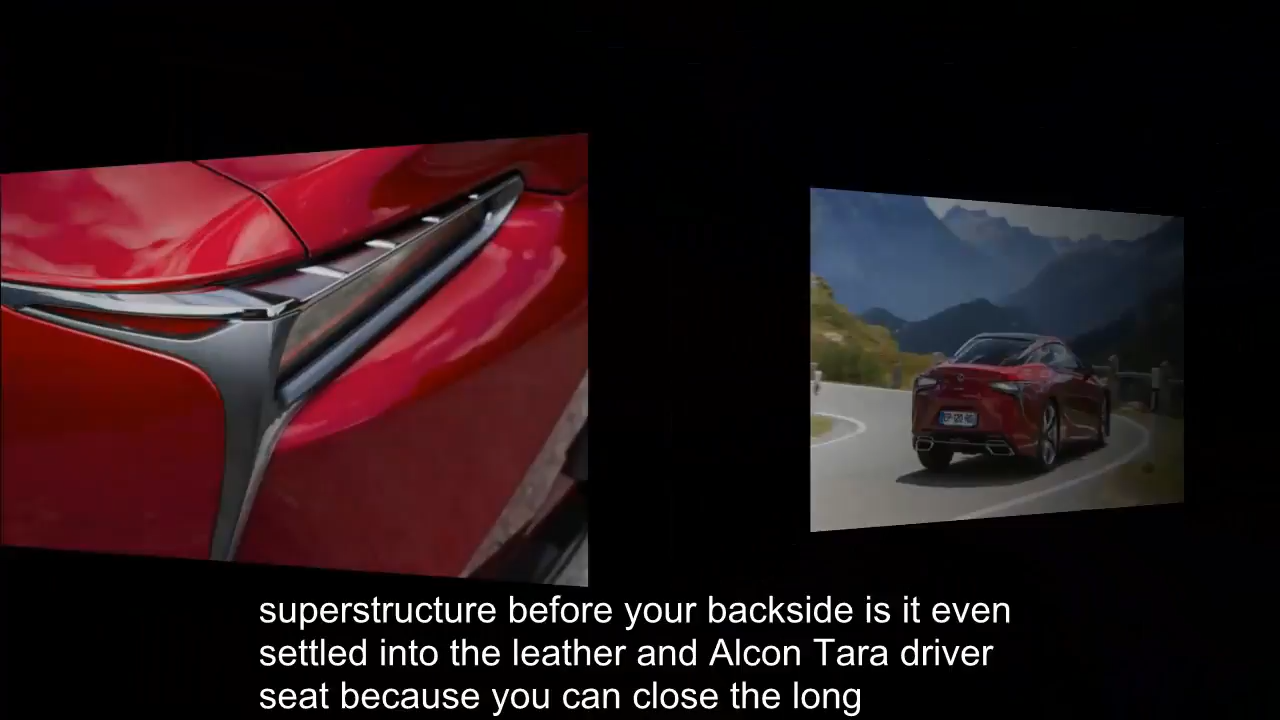 superstructure before your backside is it even
settled into the leather and Alcon Tara driver
seat because you can close the long